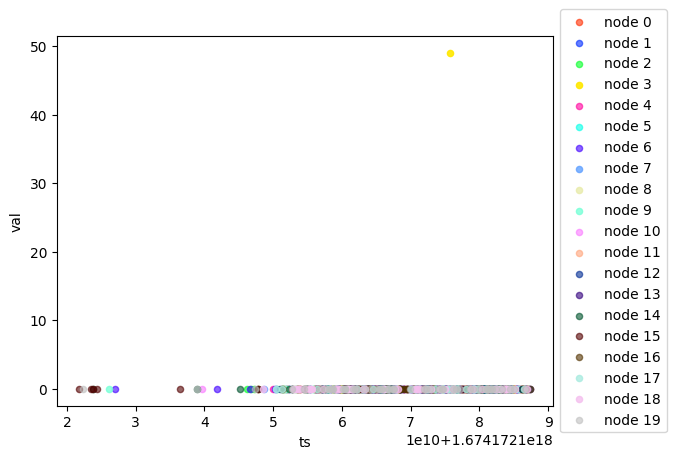 50
40
30
20
10
0
val
2
3
4
5
6
7
8
9
ts
1e10+1.6741721e18
node 0
node 1
node 2
node 3
node 4
node 5
node 6
node 7
node 8
node 9
node 10
node 11
node 12
node 13
node 14
node 15
node 16
node 17
node 18
node 19